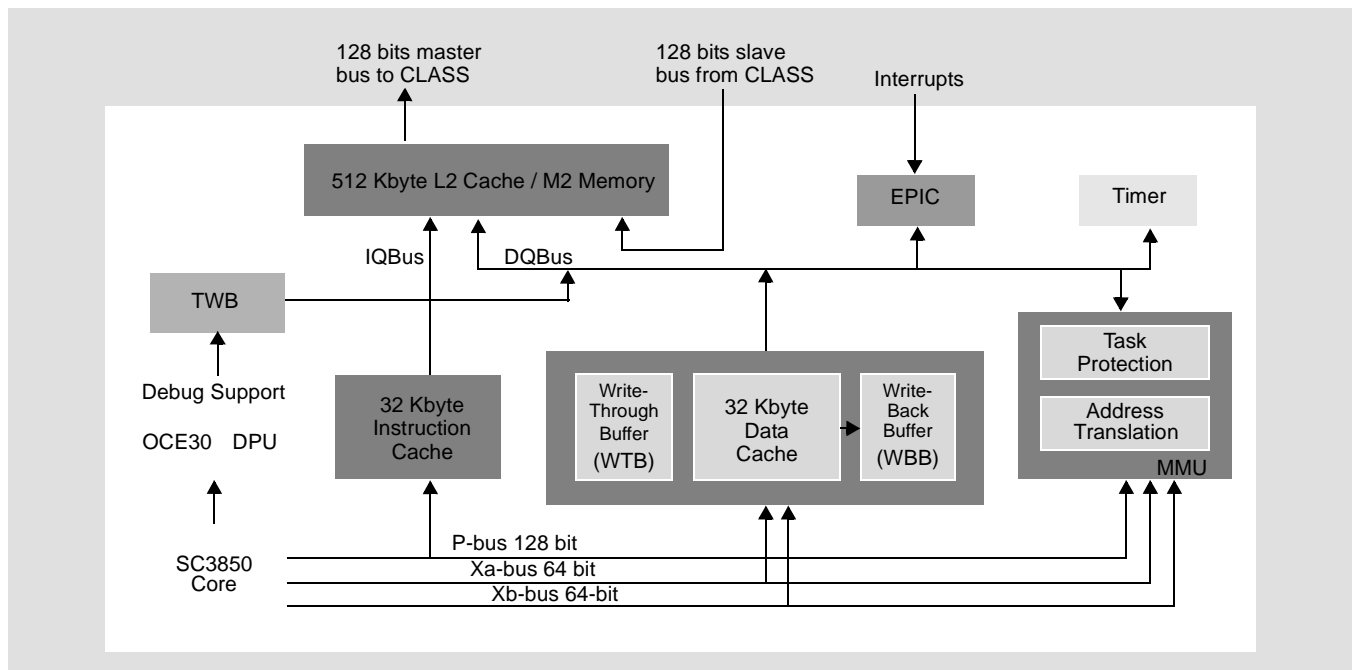 128 bits master
bus to CLASS
128 bits slave
bus from CLASS
Interrupts
512 Kbyte L2 Cache / M2 Memory
EPIC
Timer
IQBus
DQBus
TWB
Task
Protection
Debug Support
32 Kbyte
Instruction
Cache
Write-
Through
Buffer
(WTB)
32 Kbyte
Data
Cache
Write-
Back
Buffer
(WBB)
Address
Translation
OCE30 DPU
MMU
P-bus 128 bit
SC3850
Core
Xa-bus 64 bit
Xb-bus 64-bit